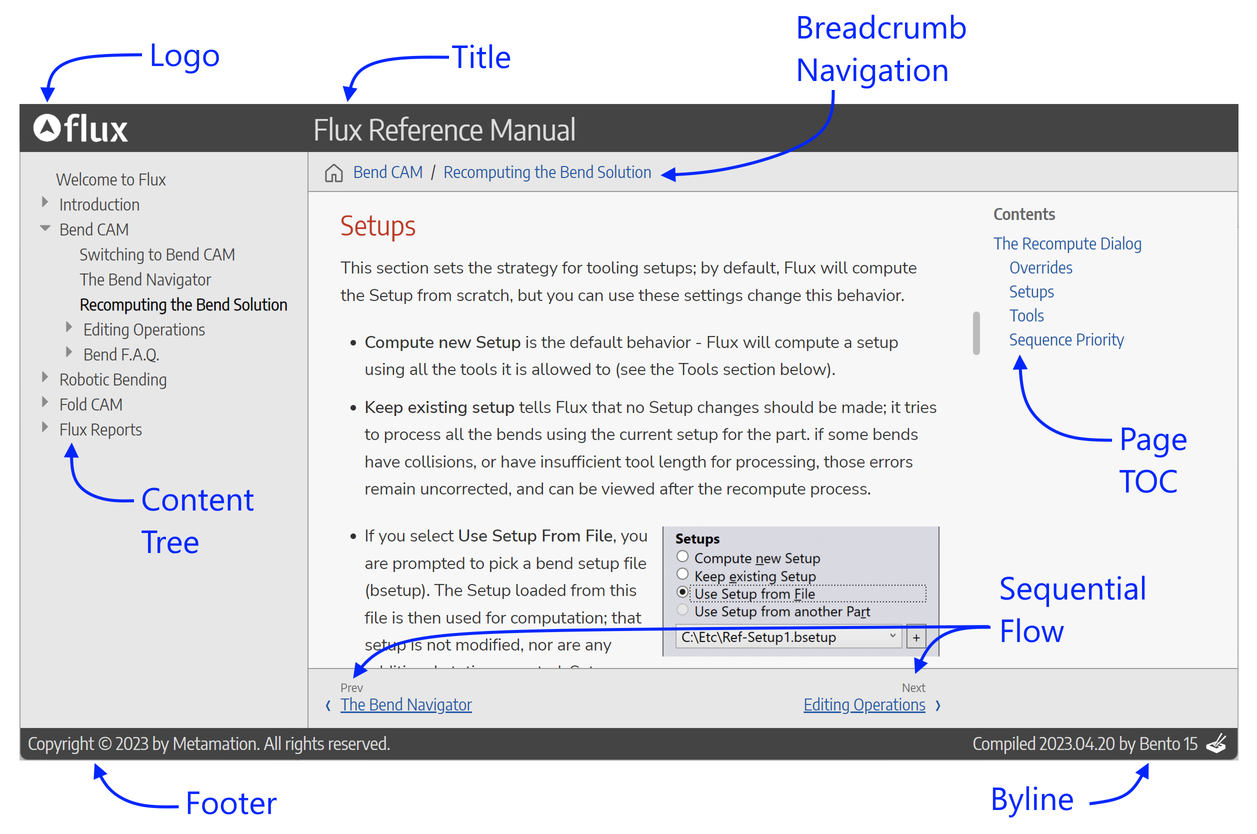 Logo
Title
Breadcrumb
Navigation
flux
Flux Reference Manual
Bend CAM / Recomputing the Bend Solution
Welcome to Flux
Introduction
Bend CAM
Switching to Bend CAM
The Bend Navigator
Recomputing the Bend Solution
Editing Operations
Bend F.A.Q.
Robotic Bending
Fold CAM
Flux Reports
Content
Tree
Setups
This section sets the strategy for tooling setups; by default, Flux will compute
the Setup from scratch, but you can use these settings change this behavior.
• Compute new Setup is the default behavior - Flux will compute a setup
using all the tools it is allowed to (see the Tools section below).
• Keep existing setup tells Flux that no Setup changes should be made; it tries
to process all the bends using the current setup for the part. if some bends
have collisions, or have insufficient tool length for processing, those errors
remain uncorrected, and can be viewed after the recompute process.
• If you select Use Setup From File, you
are prompted to pick a bend setup file
(bsetup). The Setup loaded from this
file is then used for computation; that
setup is not modified, nor are any
Setups
Compute new Setup
Keep existing Setup
Use Setup from File
Use Setup from another Part
C:\Etc\Ref-Setup1.bsetup
+
Contents
The Recompute Dialog
Overrides
Setups
Tools
Sequence Priority
Page
TOC
Sequential
Flow
Prev
‹ The Bend Navigator
Next
Editing Operations ›
Copyright © 2023 by Metamation. All rights reserved.
Compiled 2023.04.20 by Bento 15
Footer
Byline